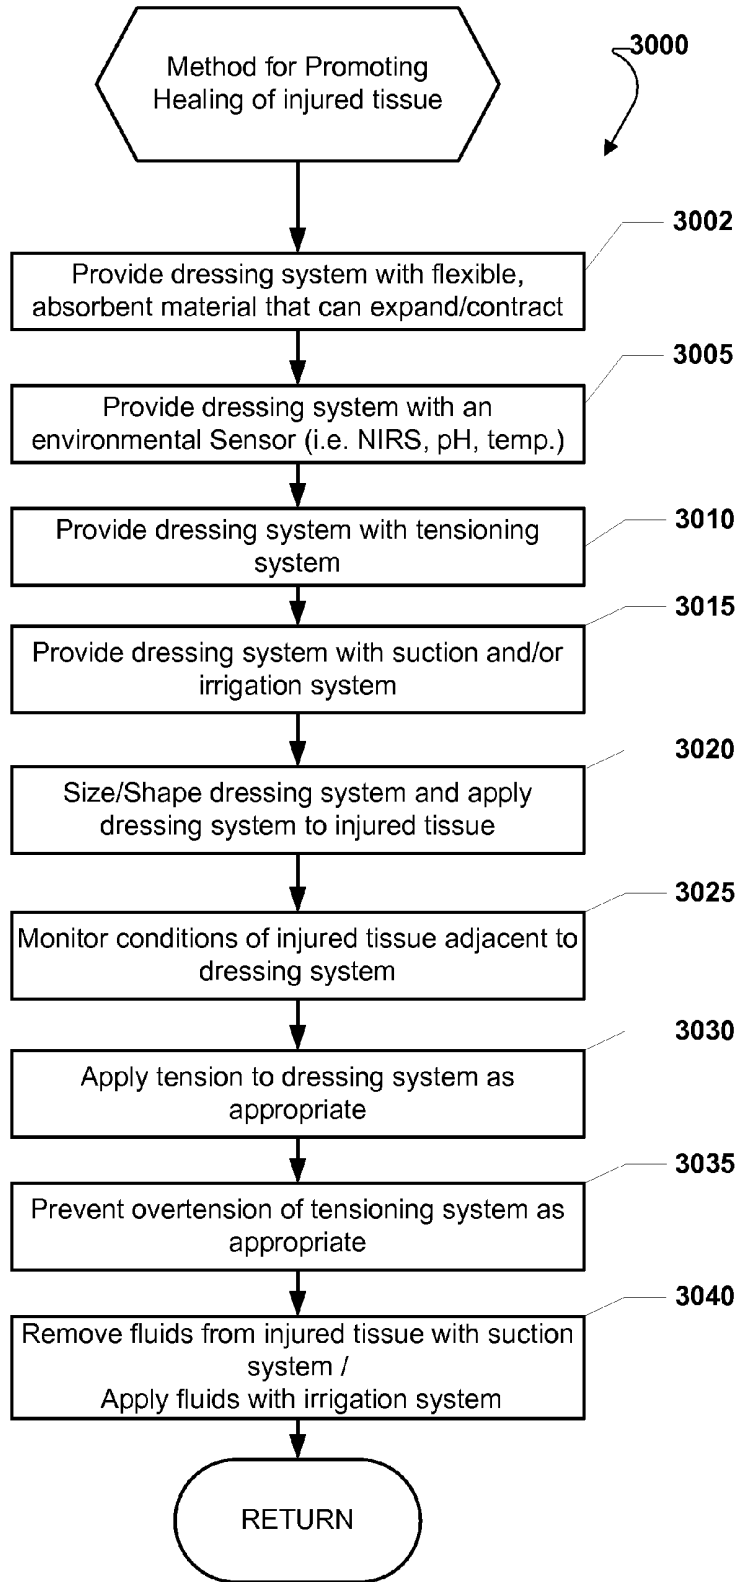 Method for Promoting
Healing of injured tissue
3000
3002
Provide dressing system with flexible,
absorbent material that can expand/contract
3005
Provide dressing system with an
environmental Sensor (i.e. NIRS, pH, temp.)
3010
Provide dressing system with tensioning
system
3015
Provide dressing system with suction and/or
irrigation system
3020
Size/Shape dressing system and apply
dressing system to injured tissue
3025
Monitor conditions of injured tissue adjacent to
dressing system
3030
Apply tension to dressing system as
appropriate
3035
Prevent overtension of tensioning system as
appropriate
3040
Remove fluids from injured tissue with suction
system /
Apply fluids with irrigation system
RETURN